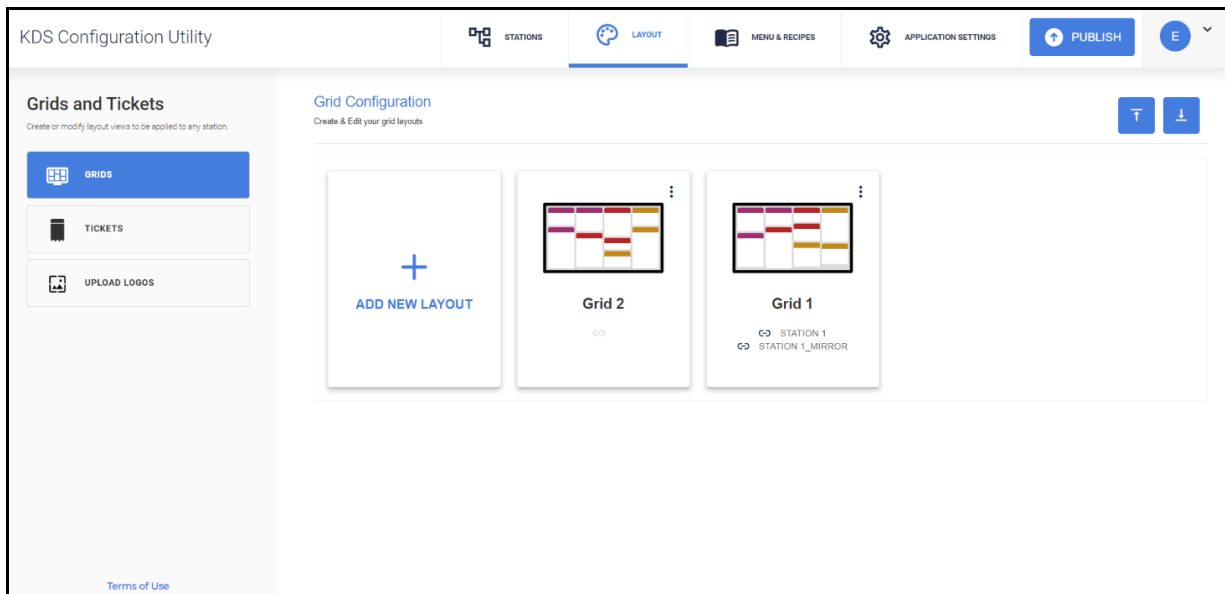 KDS Configuration Utility
STATIONS
LAYOUT
MENU & RECIPES
APPLICATION SETTINGS
PUBLISH
E
Grids and Tickets
Create or modify layout views to be applied to any station.
GRIDS
TICKETS
UPLOAD LOGOS
Terms of Use
Grid Configuration
Create & Edit your grid layouts
ADD NEW LAYOUT
Grid 2
Grid 1
STATION 1
STATION 1_MIRROR